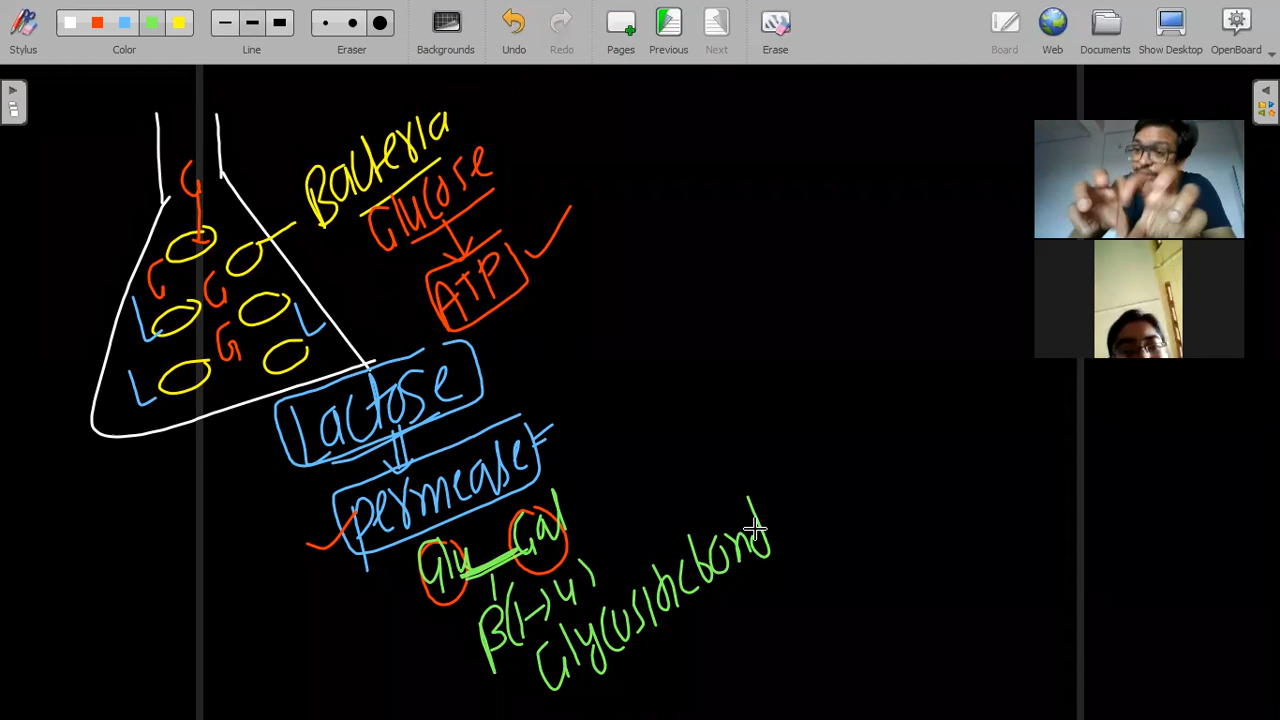 Stylus
Color
Line
Eraser
Backgrounds
Undo
Redo
Pages
Previous
Next
Erase
Board
Web
Documents
Show Desktop
OpenBoard
Bacteria
Glucose
ATP
G
G
G
G
L
L
L
Lactose
permease
Glu Gal
β(1→4)
Glycosidic bond